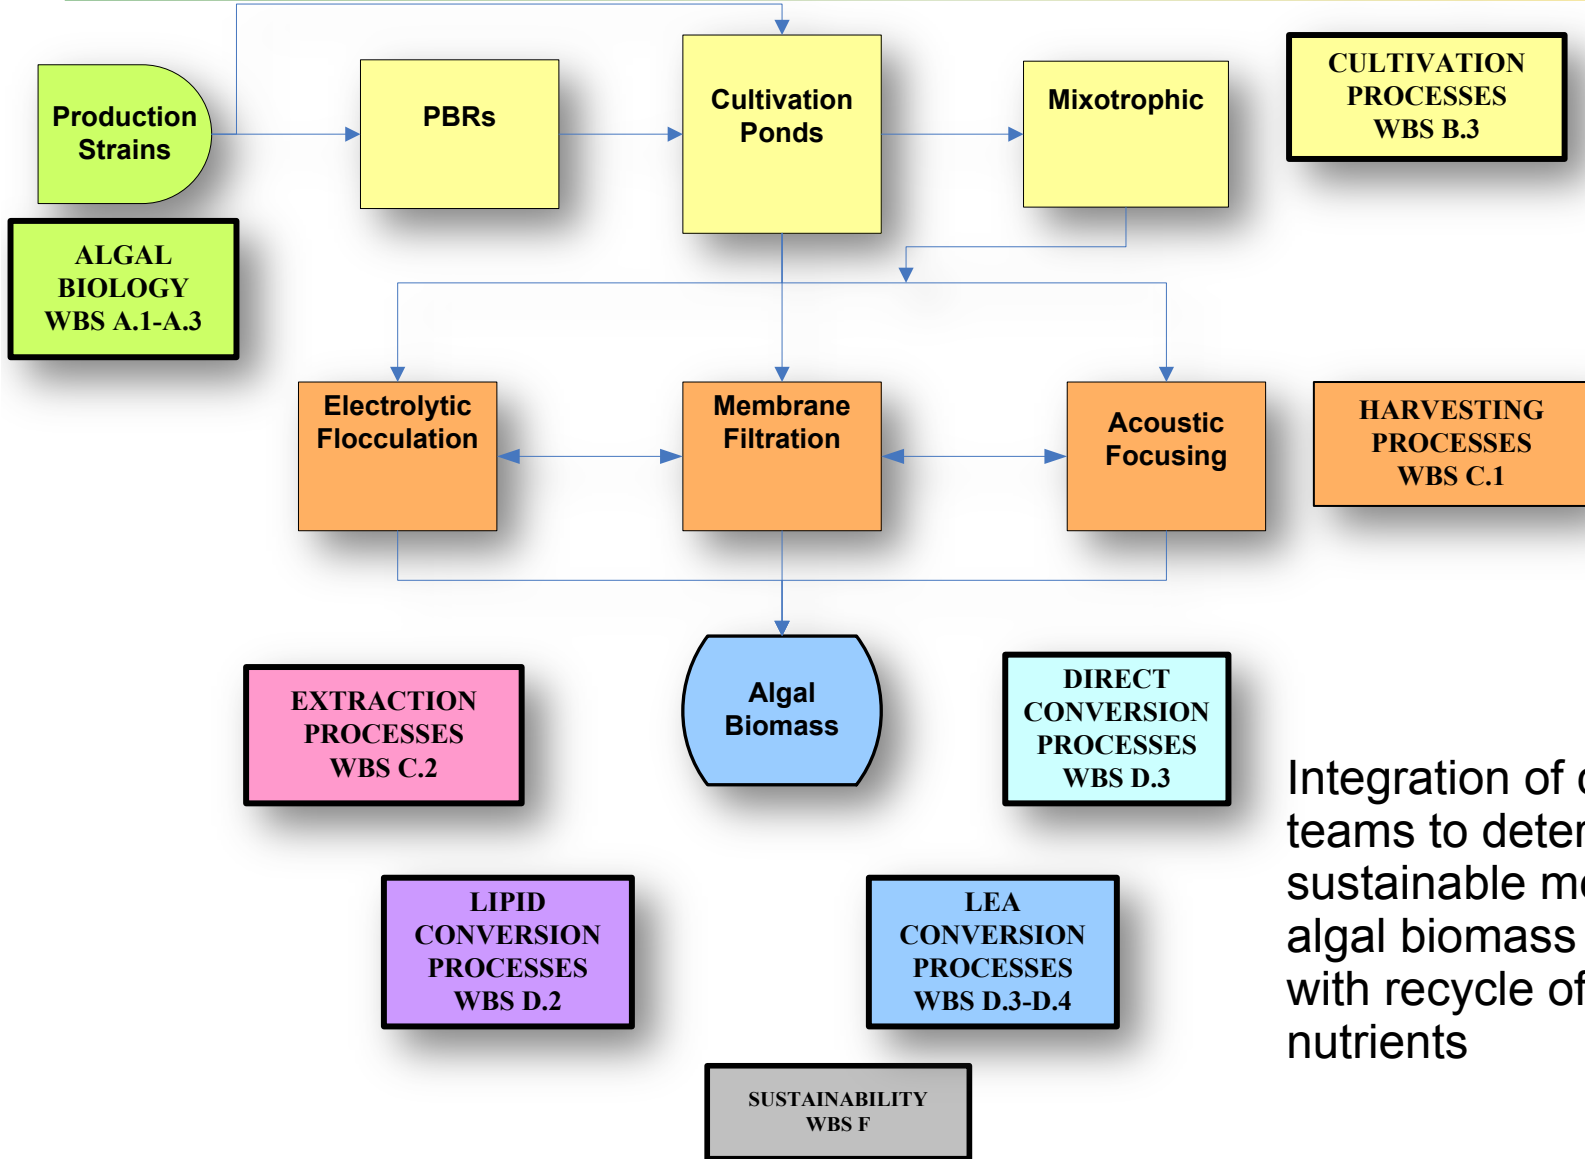 Production
Strains
PBRs
Cultivation
Ponds
Mixotrophic
CULTIVATION
PROCESSES
WBS B.3
ALGAL
BIOLOGY
WBS A.1-A.3
Electrolytic
Flocculation
Membrane
Filtration
Acoustic
Focusing
HARVESTING
PROCESSES
WBS C.1
EXTRACTION
PROCESSES
WBS C.2
Algal
Biomass
DIRECT
CONVERSION
PROCESSES
WBS D.3
LIPID
CONVERSION
PROCESSES
WBS D.2
LEA
CONVERSION
PROCESSES
WBS D.3-D.4
SUSTAINABILITY
WBS F
Integration of
teams to
sustainable
algal biomass
with recycle of
nutrients